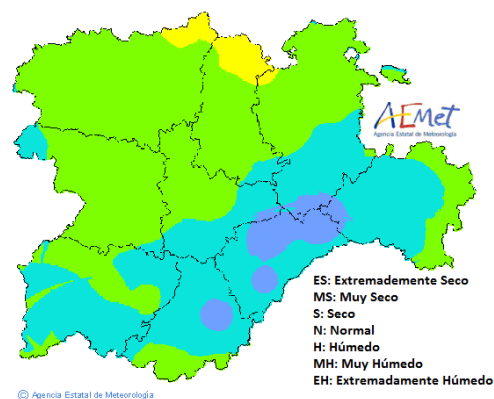 AEMet
Agencia Estatal de Meteorología
ES: Extremademente Seco
MS: Muy Seco
S: Seco
N: Normal
H: Húmedo
MH: Muy Húmedo
EH: Extremadamente Húmedo
© Agencia Estatal de Meteorología